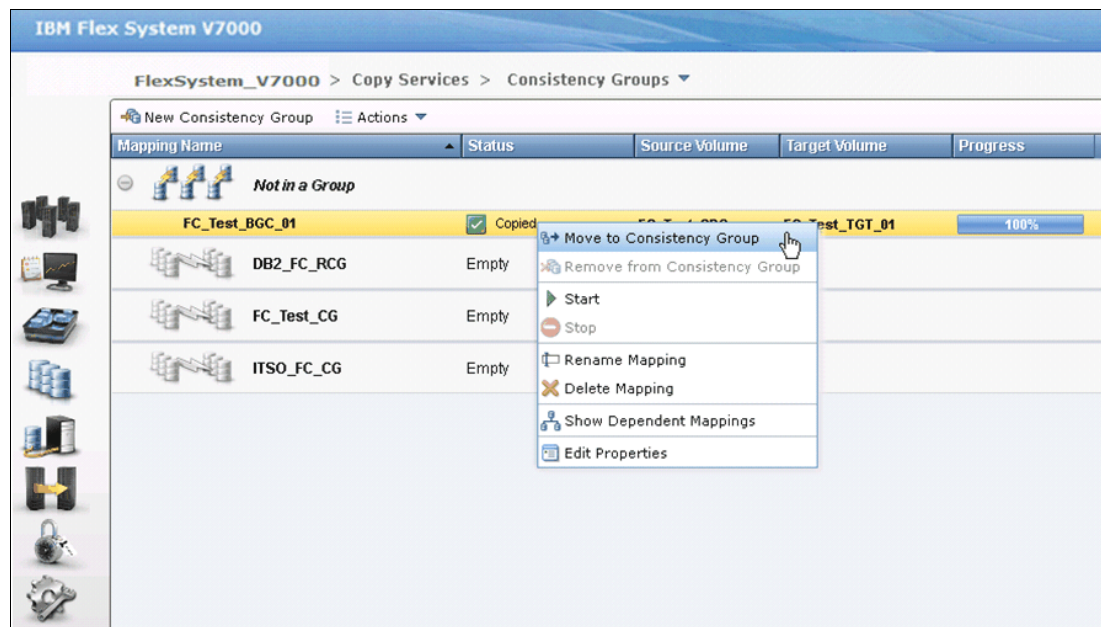 IBM Flex System V7000
FlexSystem_V7000 > Copy Services > Consistency Groups
New Consistency Group Actions
Mapping Name Status Source Volume Target Volume Progress
Not in a Group
FC_Test_BGC_01 Copied 100%
Move to Consistency Group
DB2_FC_RCG Empty
Remove from Consistency Group
Start
FC_Test_CG Empty
Stop
Rename Mapping
ITSO_FC_CG Empty
Delete Mapping
Show Dependent Mappings
Edit Properties